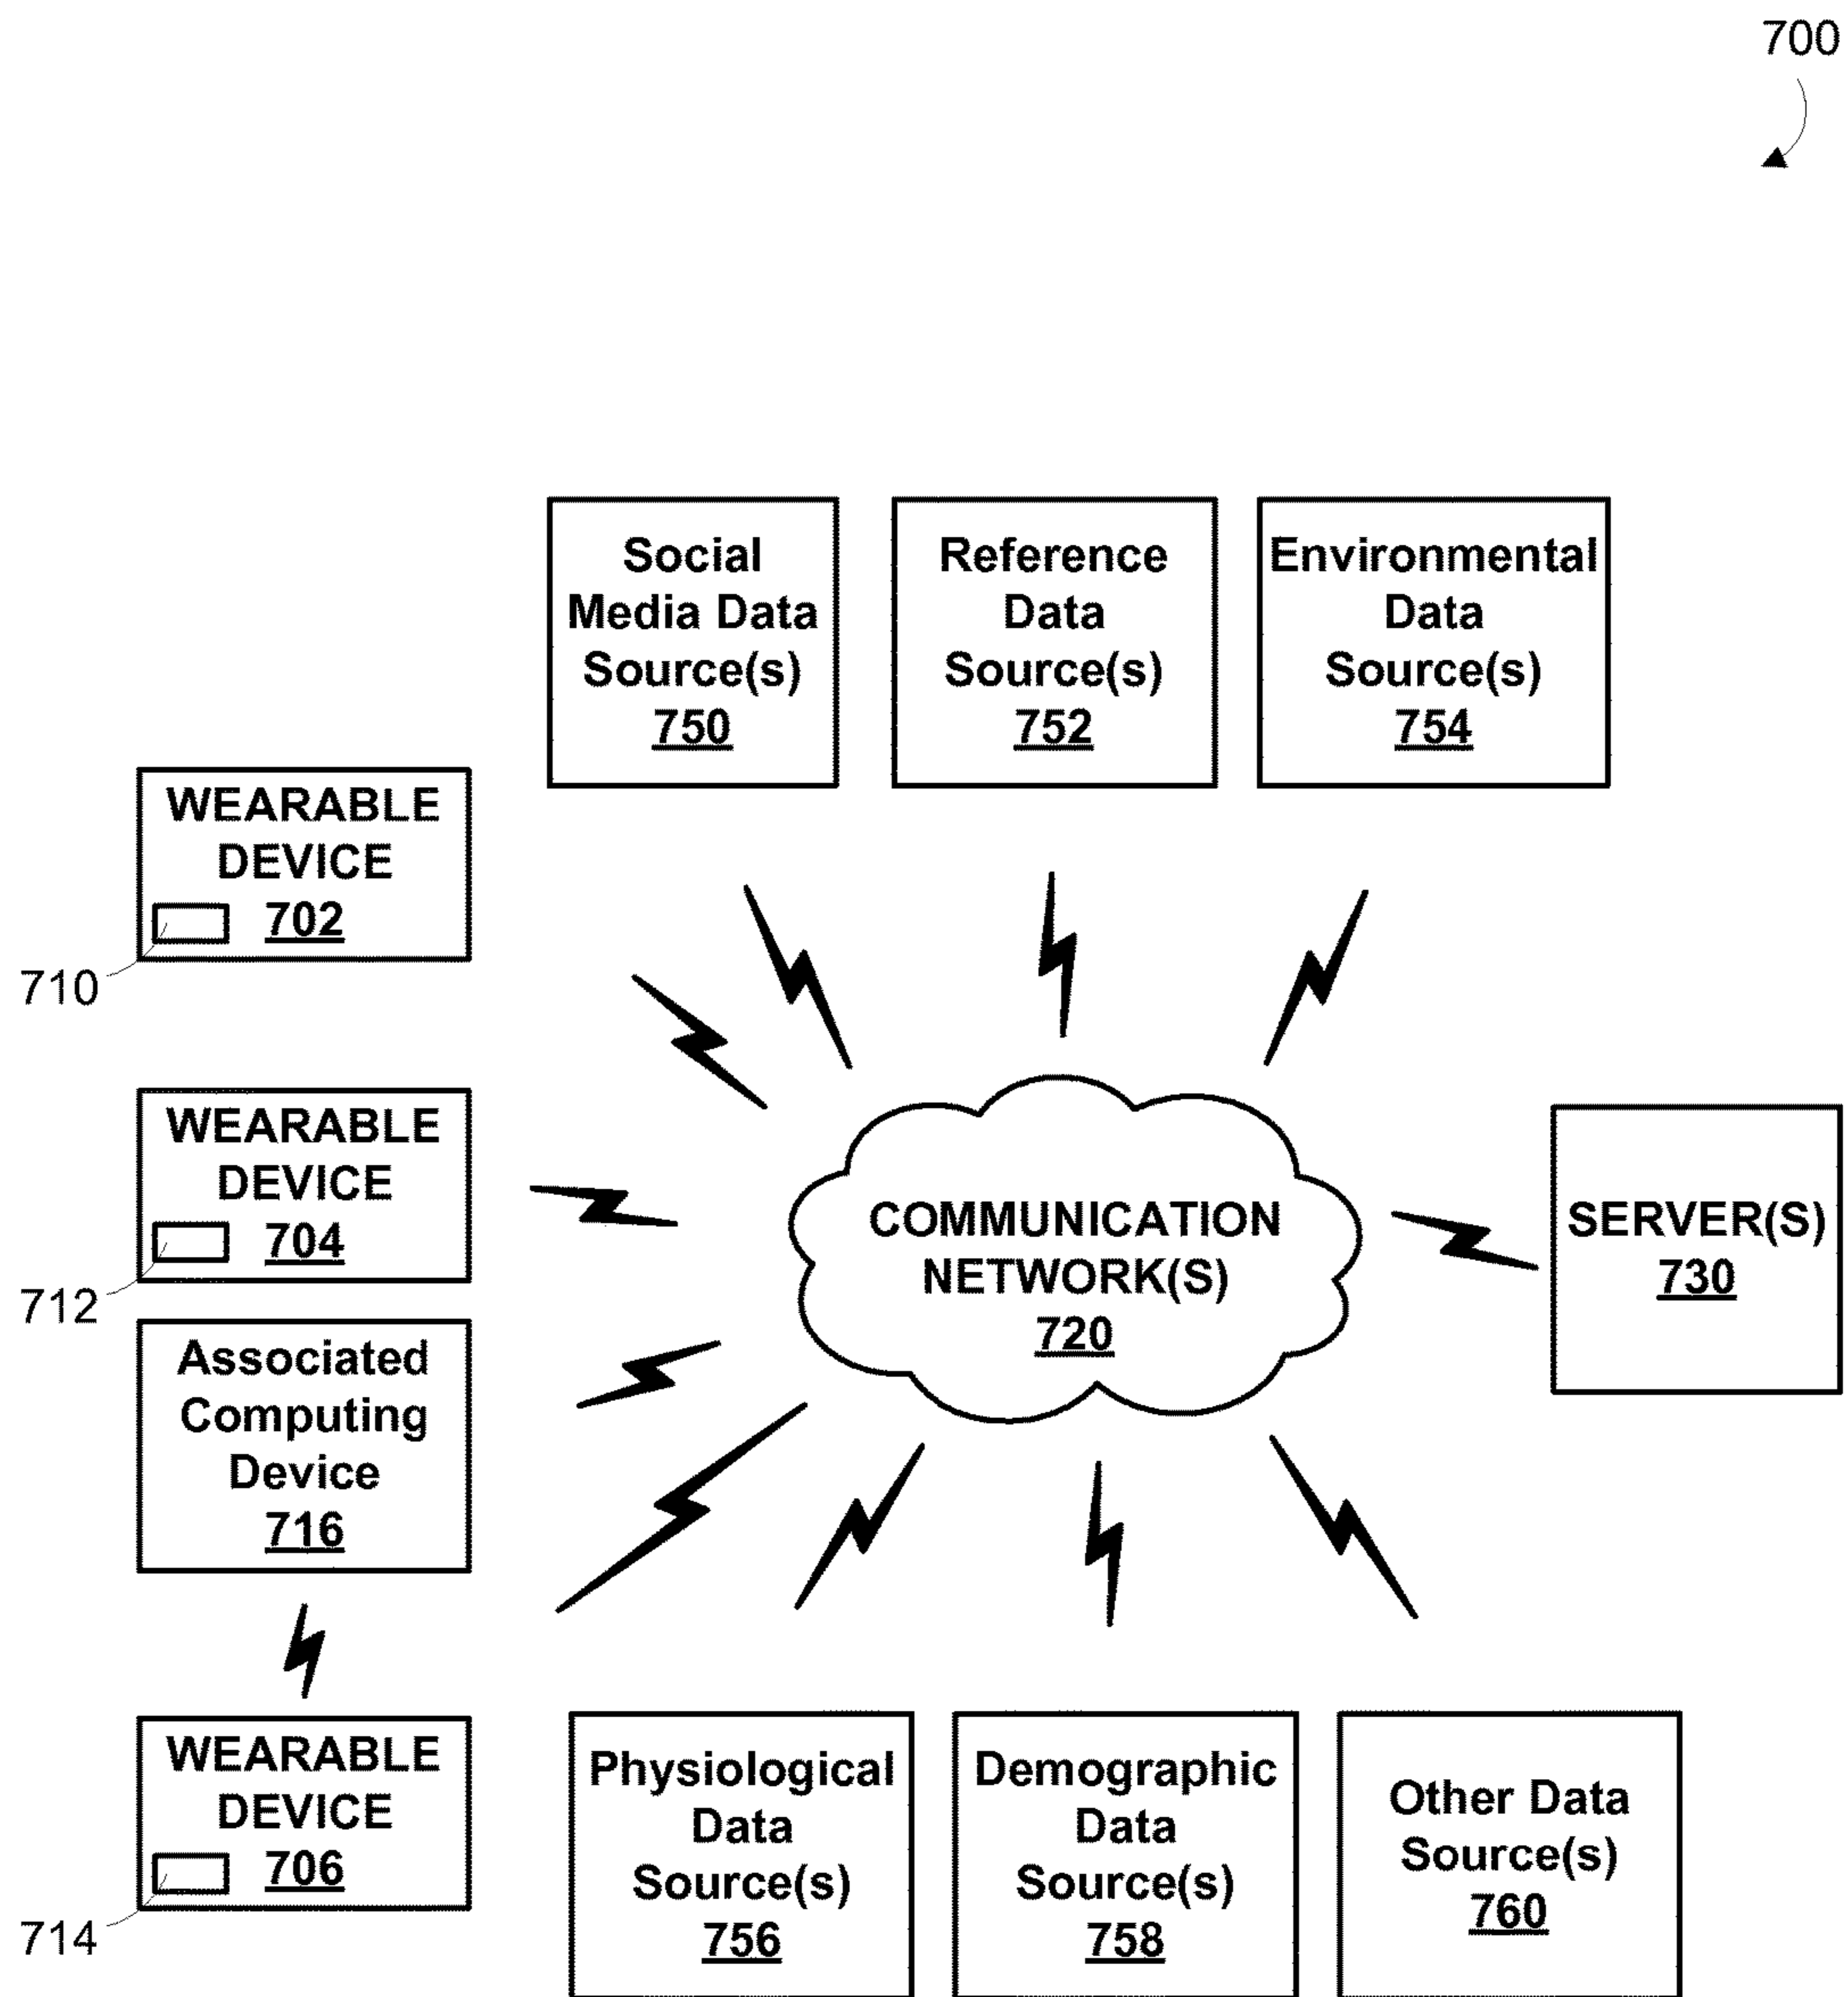 700
Social
Media Data
Source(s)
750
Reference
Data
Source(s)
752
Environmental
Data
Source(s)
754
WEARABLE
DEVICE
702
710
WEARABLE
DEVICE
704
712
COMMUNICATION
NETWORK(S)
720
SERVER(S)
730
Associated
Computing
Device
716
WEARABLE
DEVICE
706
714
Physiological
Data
Source(s)
756
Demographic
Data
Source(s)
758
Other Data
Source(s)
760